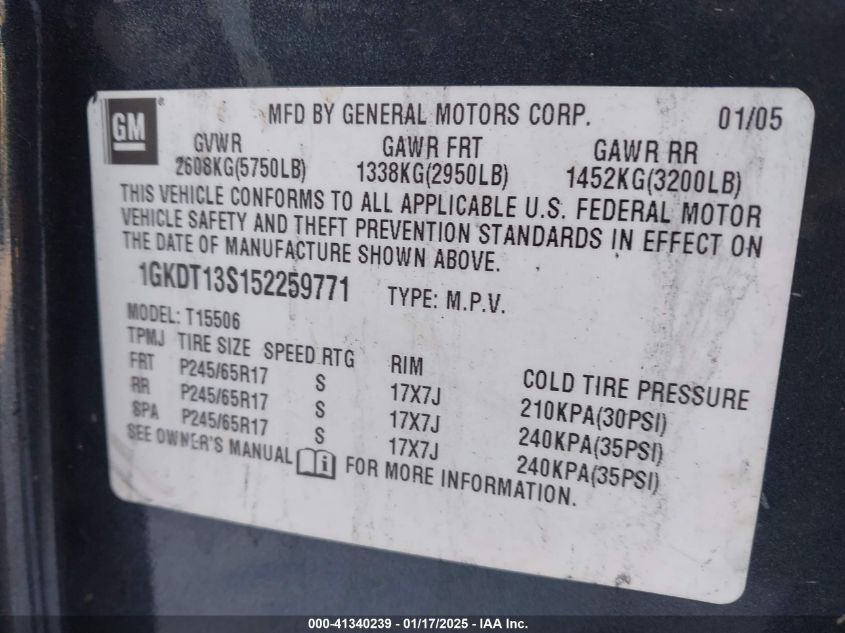 GM
MFD BY GENERAL MOTORS CORP. 01/05
GVWR GAWR FRT GAWR RR
2608KG(5750LB) 1338KG(2950LB) 1452KG(3200LB)
THIS VEHICLE CONFORMS TO ALL APPLICABLE U.S. FEDERAL MOTOR
VEHICLE SAFETY AND THEFT PREVENTION STANDARDS IN EFFECT ON
THE DATE OF MANUFACTURE SHOWN ABOVE.
1GKDT13S152259771 TYPE: M.P.V.
MODEL: T15506
TPMJ TIRE SIZE SPEED RTG RIM COLD TIRE PRESSURE
FRT P245/65R17 S 17X7J 210KPA(30PSI)
RR P245/65R17 S 17X7J 240KPA(35PSI)
SPA P245/65R17 S 17X7J 240KPA(35PSI)
SEE OWNER'S MANUAL i FOR MORE INFORMATION.
000-41340239 - 01/17/2025 - IAAI Inc.